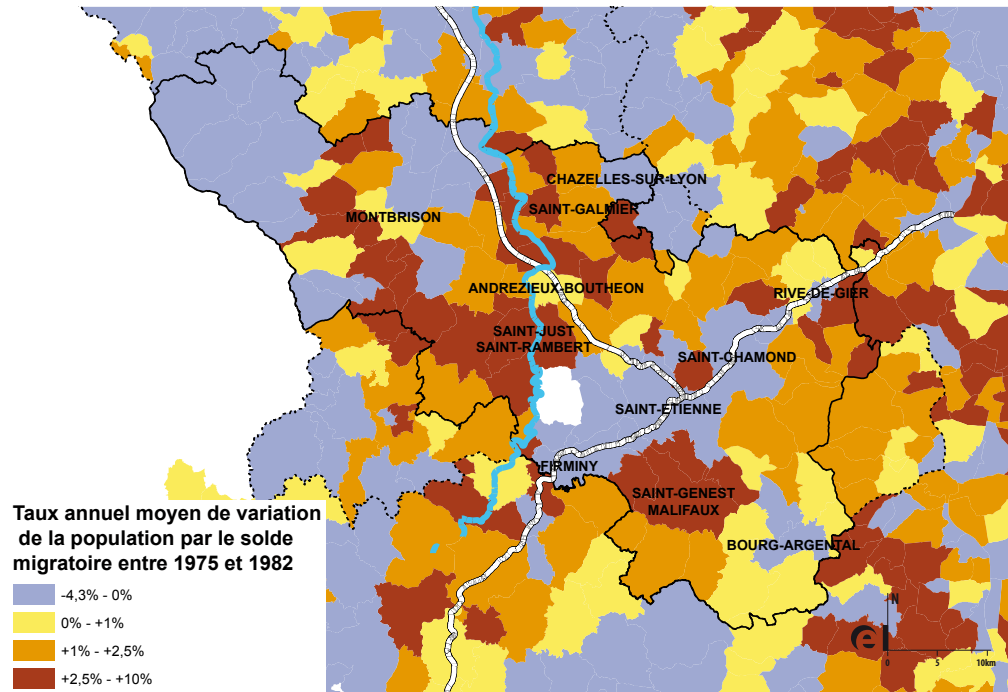 CHAZELLES-SUR-LYON
SAINT-GALMIER
MONTBRISON
ANDREZIEUX-BOUTHEON
RIVE-DE-GIER
SAINT-JUST
SAINT-RAMBERT
SAINT-CHAMOND
SAINT-ETIENNE
FIRMINY
SAINT-GENEST
MALIFAUX
BOURG-ARGENTAL
Taux annuel moyen de variation
de la population par le solde
migratoire entre 1975 et 1982
-4,3% - 0%
0% - +1%
+1% - +2,5%
+2,5% - +10%
N
e
0 5 10km